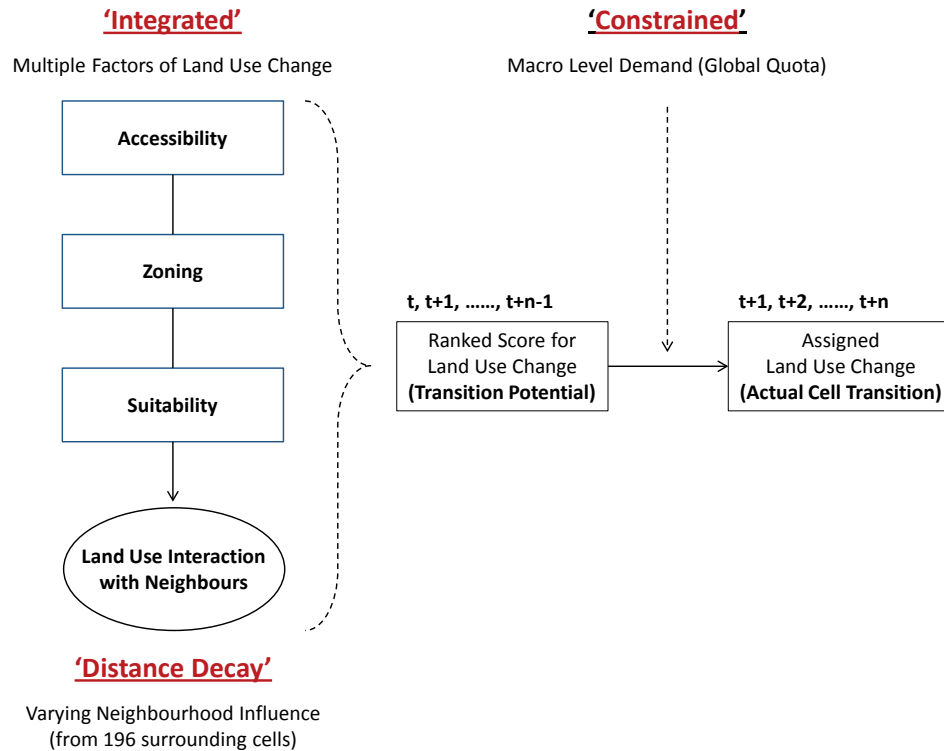 ‘Integrated’
Multiple Factors of Land Use Change
Accessibility
Zoning
Suitability
Land Use Interaction
with Neighbours
‘Distance Decay’
Varying Neighbourhood Influence
(from 196 surrounding cells)
‘Constrained’
Macro Level Demand (Global Quota)
t, t+1, ……, t+n-1
Ranked Score for
Land Use Change
(Transition Potential)
t+1, t+2, ……, t+n
Assigned
Land Use Change
(Actual Cell Transition)